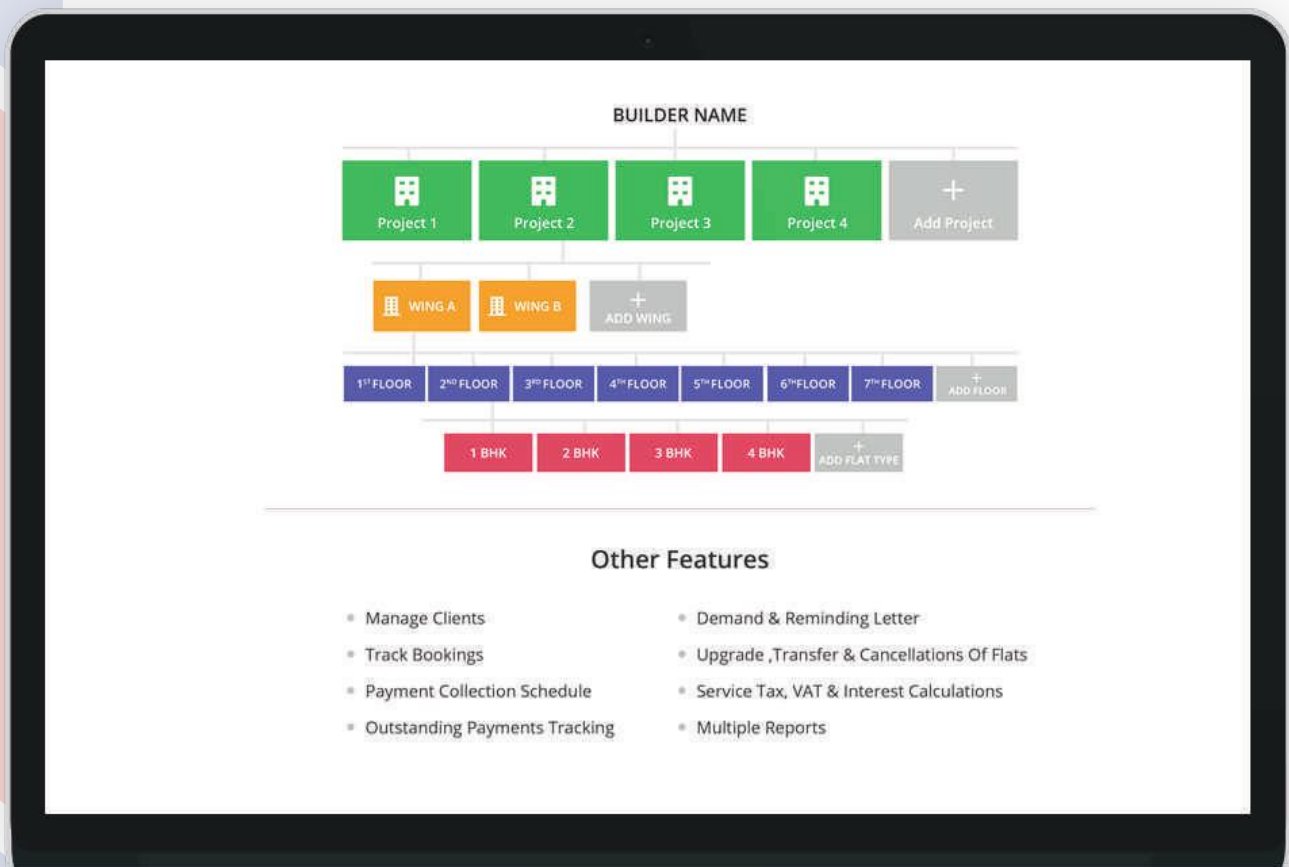 BUILDER NAME
Project 1 Project 2 Project 3 Project 4 + Add Project
WING A WING B + ADD WING
1ST FLOOR 2ND FLOOR 3RD FLOOR 4TH FLOOR 5TH FLOOR 6TH FLOOR 7TH FLOOR + ADD FLOOR
1 BHK 2 BHK 3 BHK 4 BHK + ADD FLAT TYPE
Other Features
Manage Clients
Track Bookings
Payment Collection Schedule
Outstanding Payments Tracking
Demand & Reminding Letter
Upgrade ,Transfer & Cancellations Of Flats
Service Tax, VAT & Interest Calculations
Multiple Reports